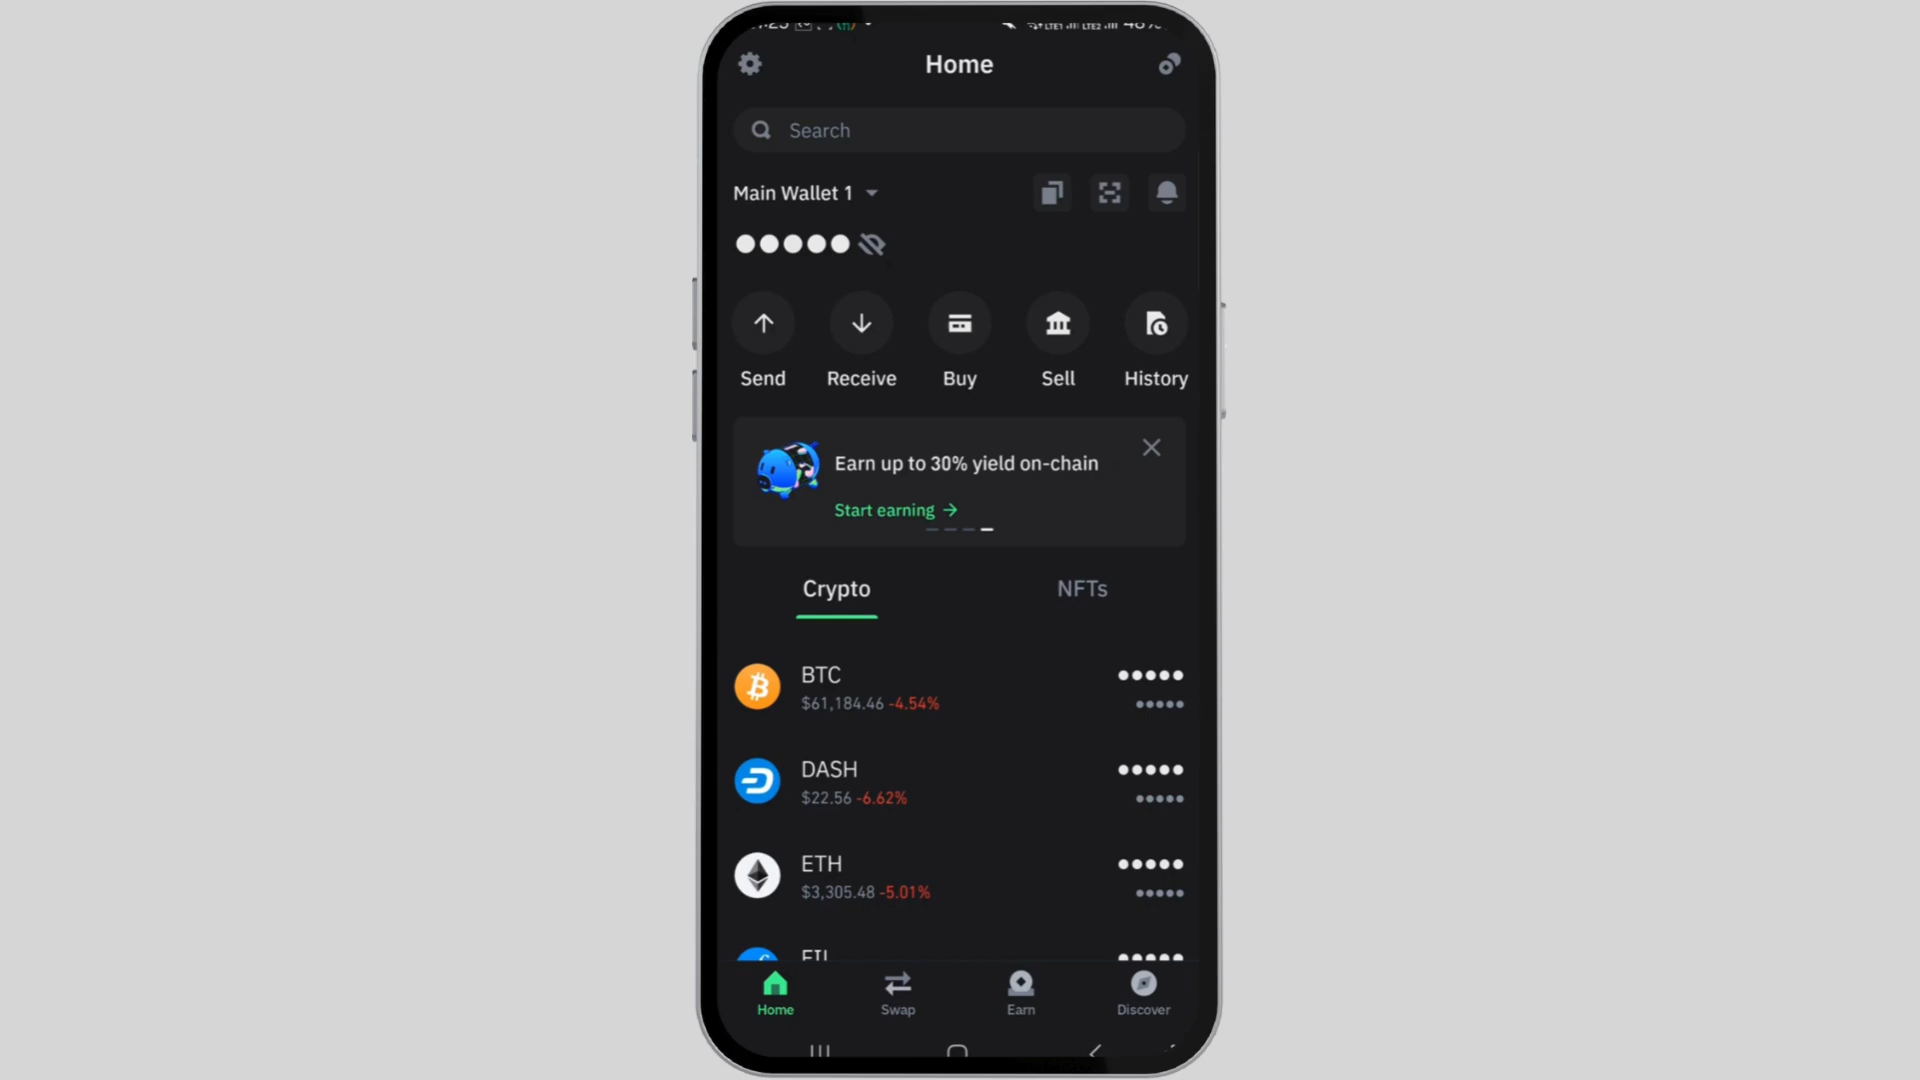 Home
Search
Main Wallet 1
Send Receive Buy Sell History
Earn up to 30% yield on-chain
Start earning →
Crypto NFTs
BTC
$61,184.46 -4.54%
DASH
$22.56 -6.62%
ETH
$3,305.48 -5.01%
Home Swap Earn Discover